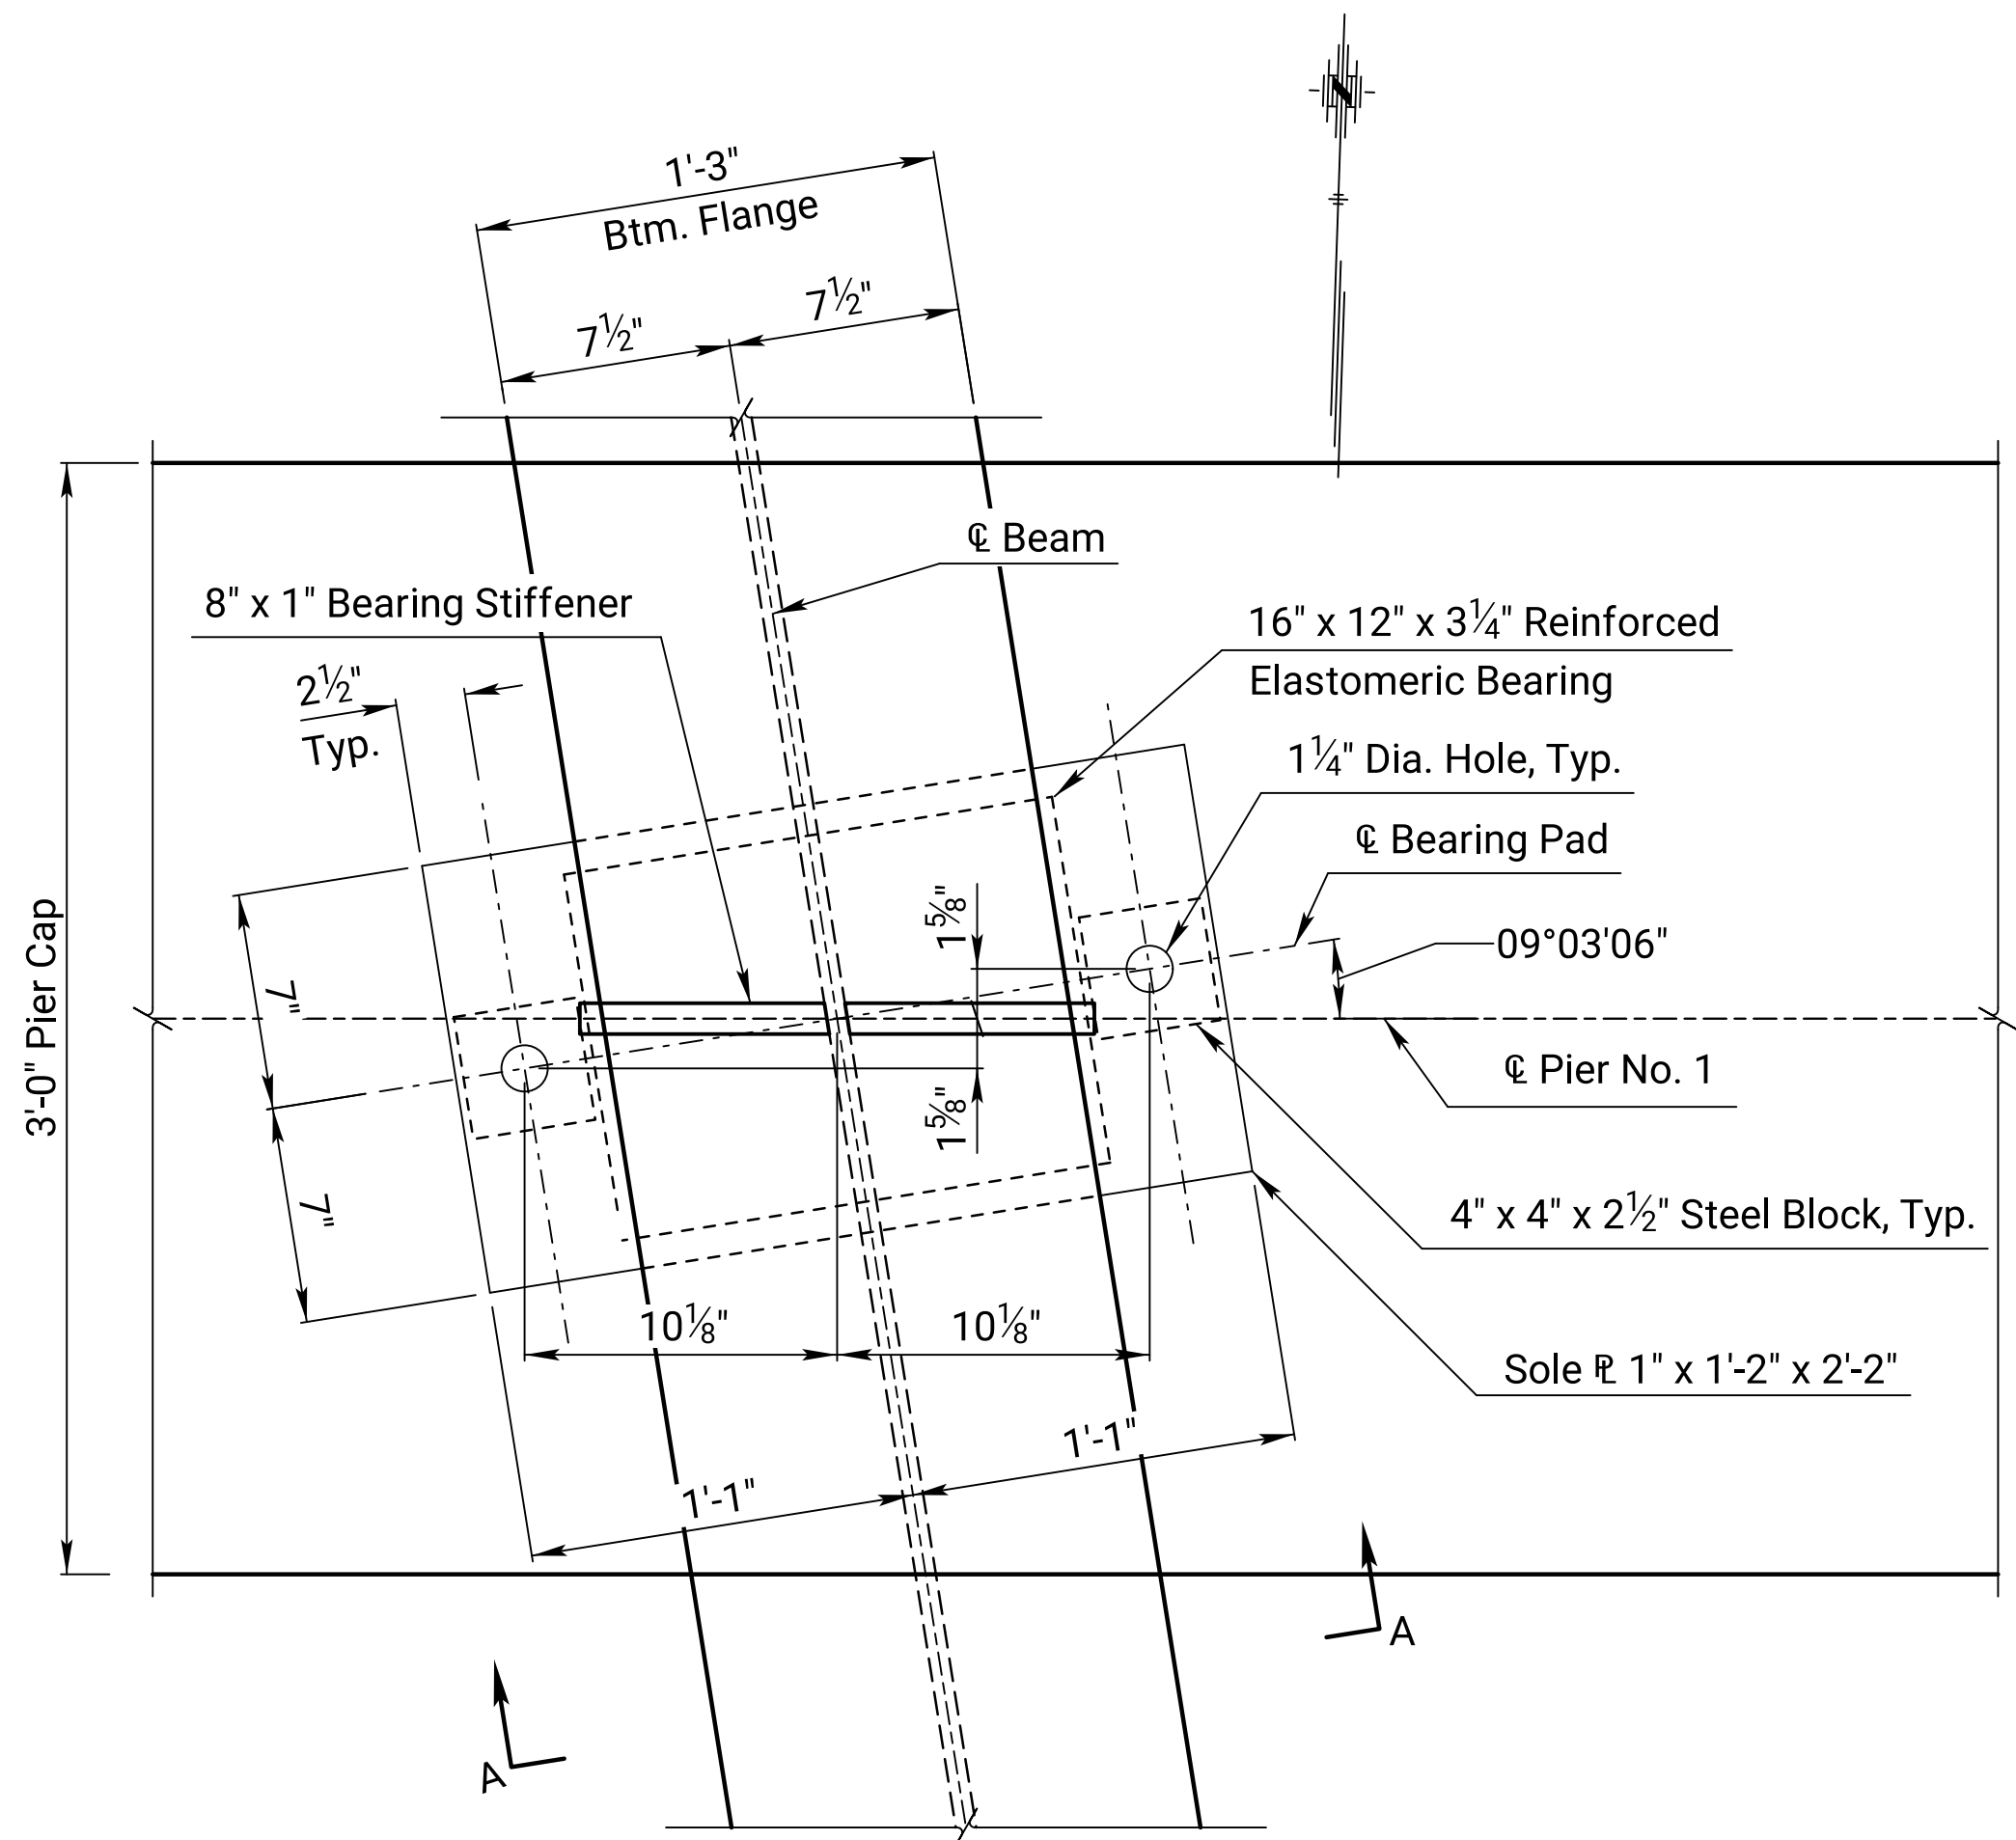 N
1'-3"
Btm. Flange
7½"
7½"
℄ Beam
8" x 1" Bearing Stiffener
16" x 12" x 3¼" Reinforced
Elastomeric Bearing
2½"
Typ.
1¼" Dia. Hole, Typ.
℄ Bearing Pad
1⅝"
09°03'06"
3'-0" Pier Cap
7"
℄ Pier No. 1
1⅝"
7"
4" x 4" x 2½" Steel Block, Typ.
10⅛"
10⅛"
Sole ⅊ 1" x 1'-2" x 2'-2"
1'-1"
1'-1"
A
A